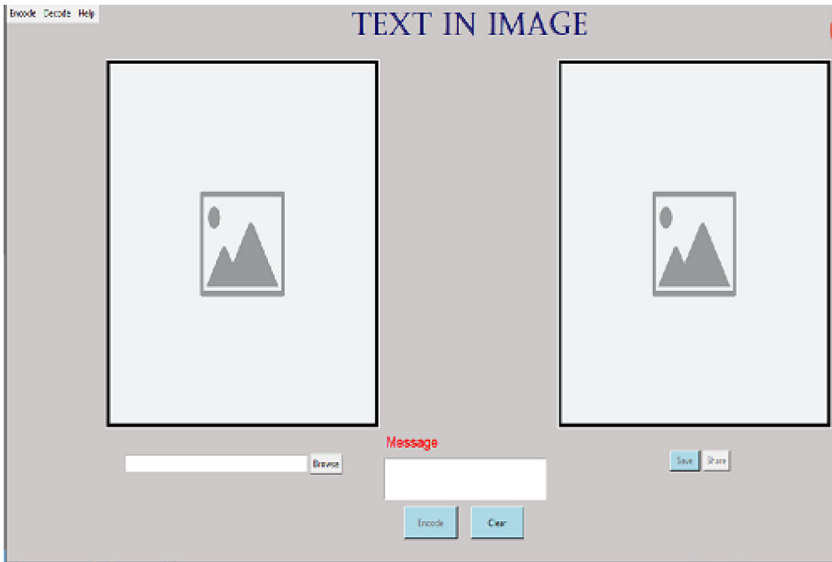 Encode Decode Help
TEXT IN IMAGE
Message
Browse
Save Share
Encode Clear